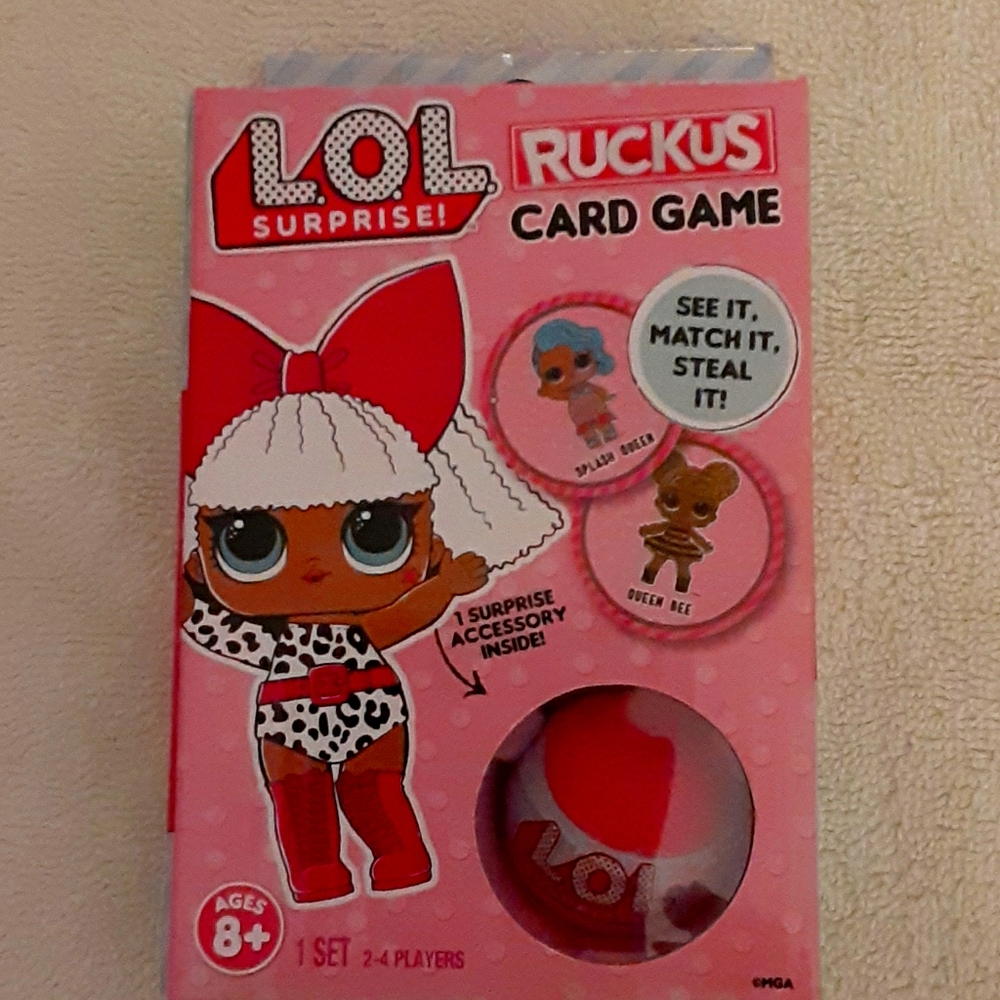 L.O.L.
SURPRISE!
RUCKUS
CARD GAME
SEE IT,
MATCH IT,
STEAL
IT!
SPLASH QUEEN
QUEEN BEE
1 SURPRISE
ACCESSORY
INSIDE!
LOL
AGES
8+
1 SET 2-4 PLAYERS
©MGA